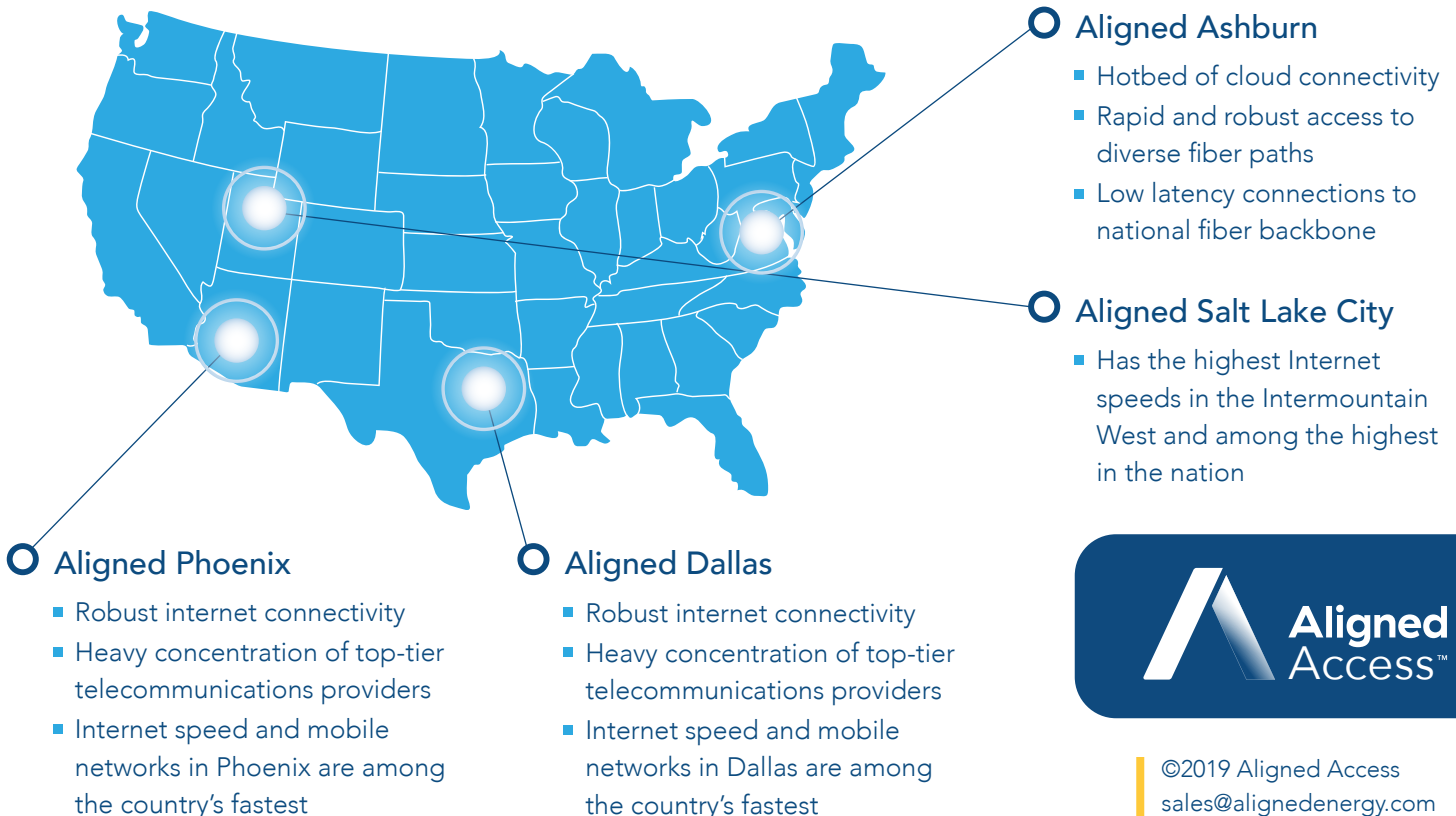 Aligned Ashburn
Hotbed of cloud connectivity
Rapid and robust access to
diverse fiber paths
Low latency connections to
national fiber backbone
Aligned Salt Lake City
Has the highest Internet
speeds in the Intermountain
West and among the highest
in the nation
Aligned Phoenix
Robust internet connectivity
Heavy concentration of top-tier
telecommunications providers
Internet speed and mobile
networks in Phoenix are among
the country’s fastest
Aligned Dallas
Robust internet connectivity
Heavy concentration of top-tier
telecommunications providers
Internet speed and mobile
networks in Dallas are among
the country’s fastest
Aligned
Access™
©2019 Aligned Access
sales@alignedenergy.com